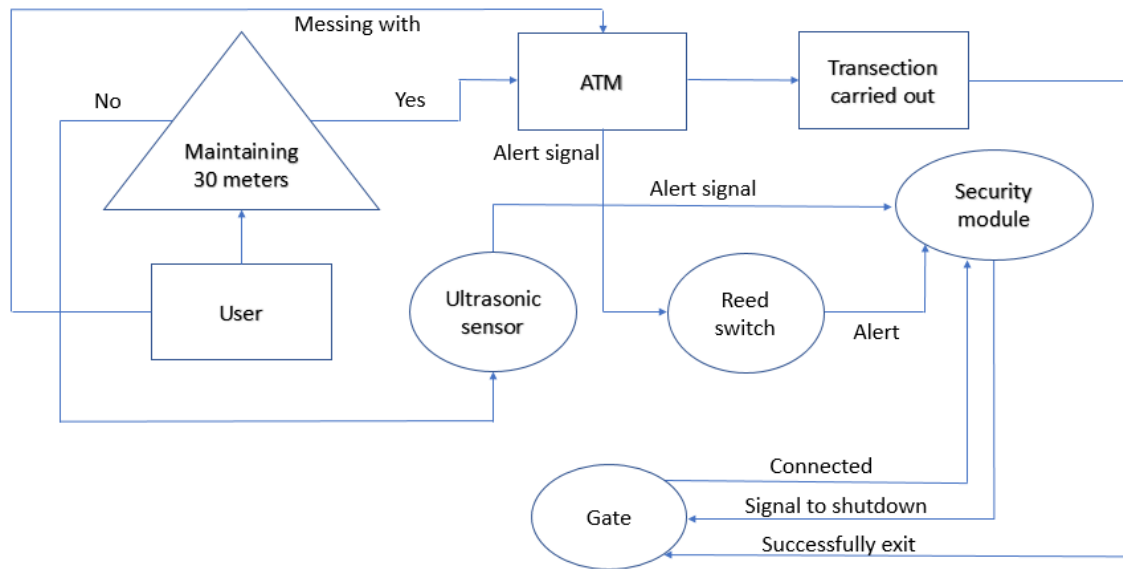 Messing with
No
Yes
ATM
Transection
carried out
Maintaining
30 meters
Alert signal
Alert signal
Security
module
User
Ultrasonic
sensor
Reed
switch
Alert
Connected
Gate
Signal to shutdown
Successfully exit